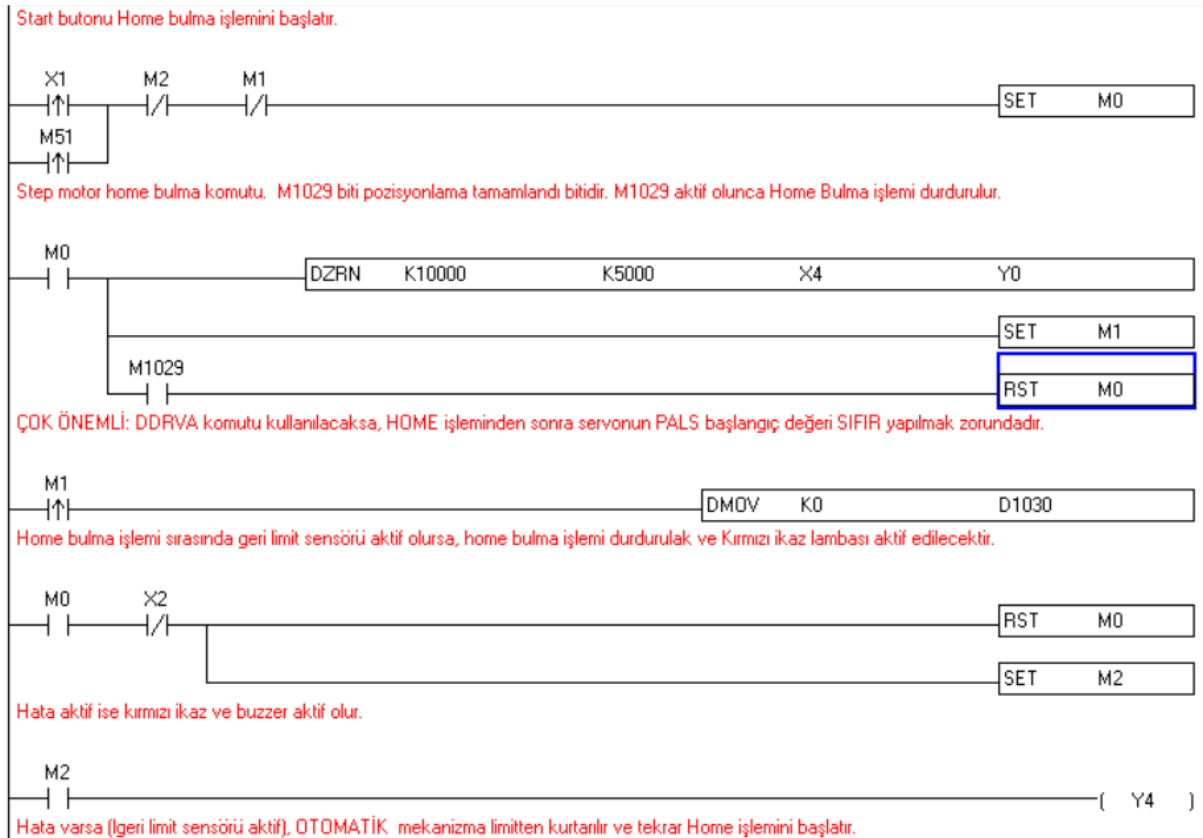 Start butonu Home bulma işlemini başlatır.
X1 M2 M1
SET M0
M51
Step motor home bulma komutu. M1029 biti pozisyonlama tamamlandı bitidir. M1029 aktif olunca Home Bulma işlemi durdurulur.
M0
DZRN K10000 K5000 X4 Y0
SET M1
M1029
RST M0
ÇOK ÖNEMLİ: DDRVA komutu kullanılacaksa, HOME işleminden sonra servonun PALS başlangıç değeri SIFIR yapılmak zorundadır.
M1
DMOV K0 D1030
Home bulma işlemi sırasında geri limit sensörü aktif olursa, home bulma işlemi durdurulak ve Kırmızı ikaz lambası aktif edilecektir.
M0 X2
RST M0
SET M2
Hata aktif ise kırmızı ikaz ve buzzer aktif olur.
M2
( Y4 )
Hata varsa (Igeri limit sensörü aktif), OTOMATİK mekanizma limitten kurtarılır ve tekrar Home işlemini başlatır.